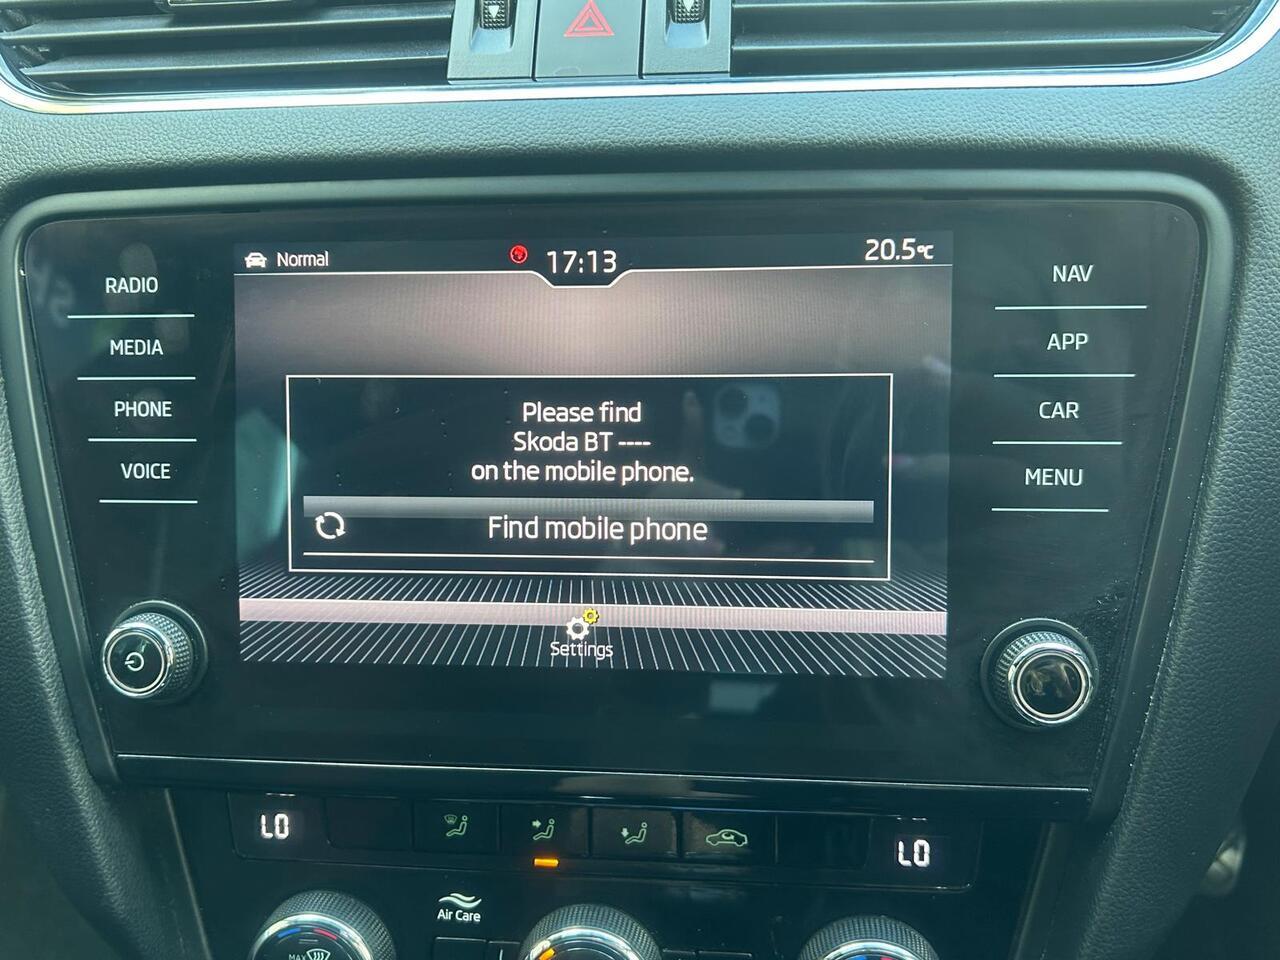 Normal
17:13
20.5°C
RADIO
MEDIA
PHONE
VOICE
NAV
APP
CAR
MENU
Please find
Skoda BT ----
on the mobile phone.
Find mobile phone
Settings
LO
LO
Air Care
MAX